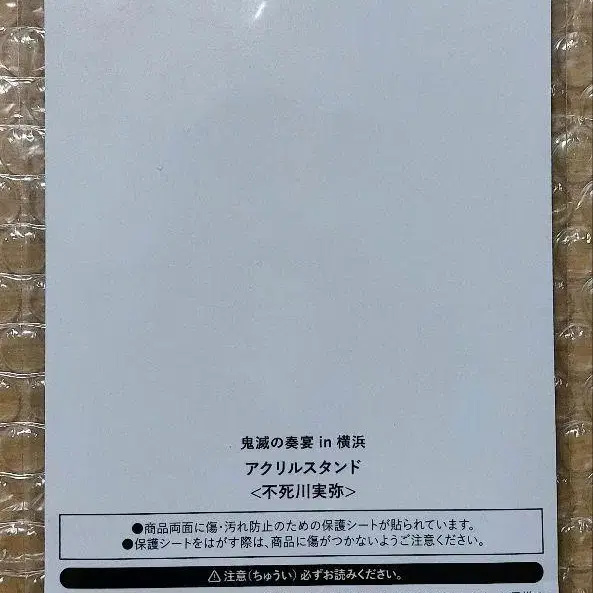 鬼滅の奏宴 in 横浜
アクリルスタンド
<不死川実弥>
●商品両面に傷・汚れ防止のための保護シートが貼られています。
●保護シートをはがす際は、商品に傷がつかないようご注意ください。
⚠注意(ちゅうい)必ずお読みください。